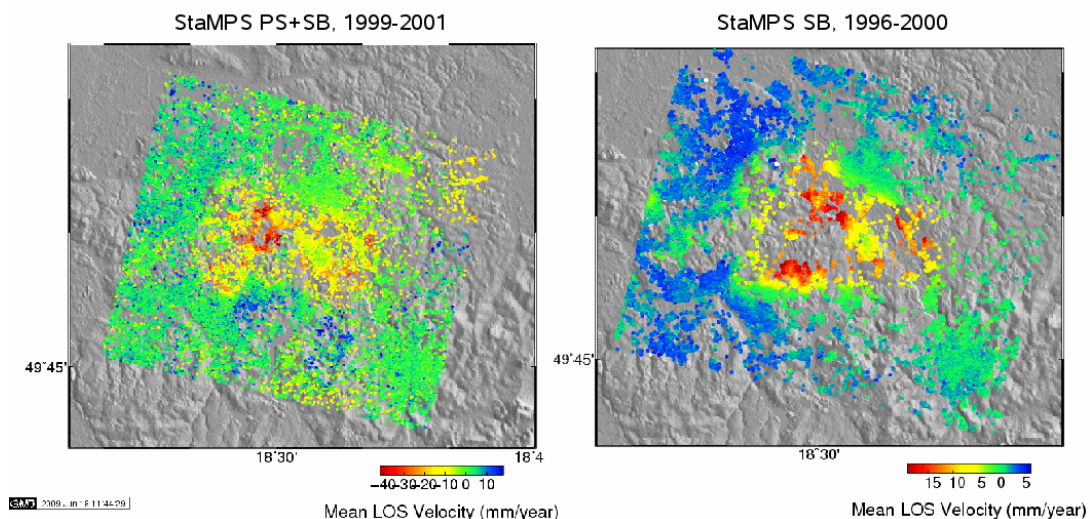 StaMPS PS+SB, 1999-2001
StaMPS SB, 1996-2000
49°45'
49°45'
18°30'
18°4
18°30'
−40−30−20−10 0 10
15 10 5 0 5
GMT 2009 Jun 18 11:44:29
Mean LOS Velocity (mm/year)
Mean LOS Velocity (mm/year)